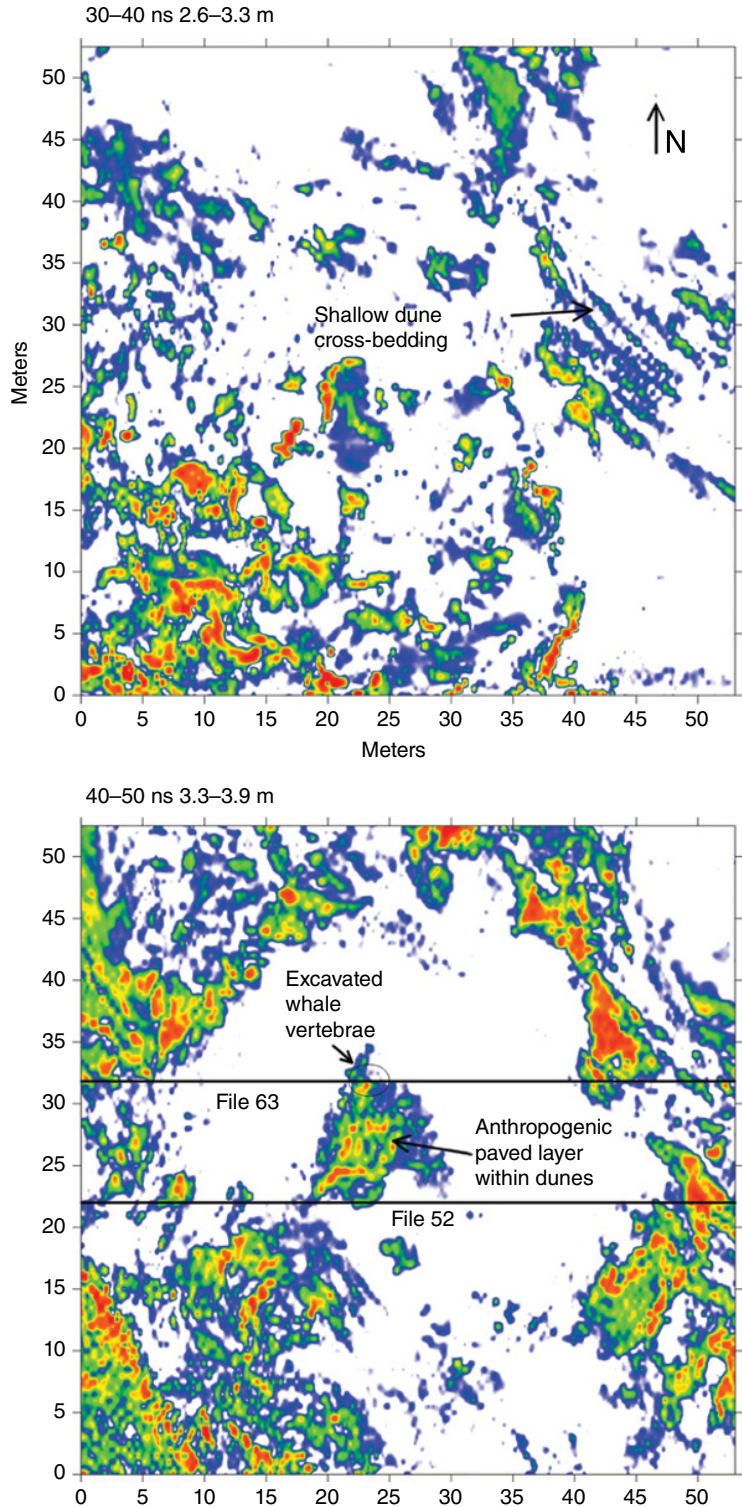 30–40 ns 2.6–3.3 m
50
45
40
35
30
25
20
15
10
5
0
Meters
N
Shallow dune
cross-bedding
0 5 10 15 20 25 30 35 40 45 50
Meters
40–50 ns 3.3–3.9 m
50
45
40
35
30
25
20
15
10
5
0
Excavated
whale
vertebrae
File 63
Anthropogenic
paved layer
within dunes
File 52
0 5 10 15 20 25 30 35 40 45 50